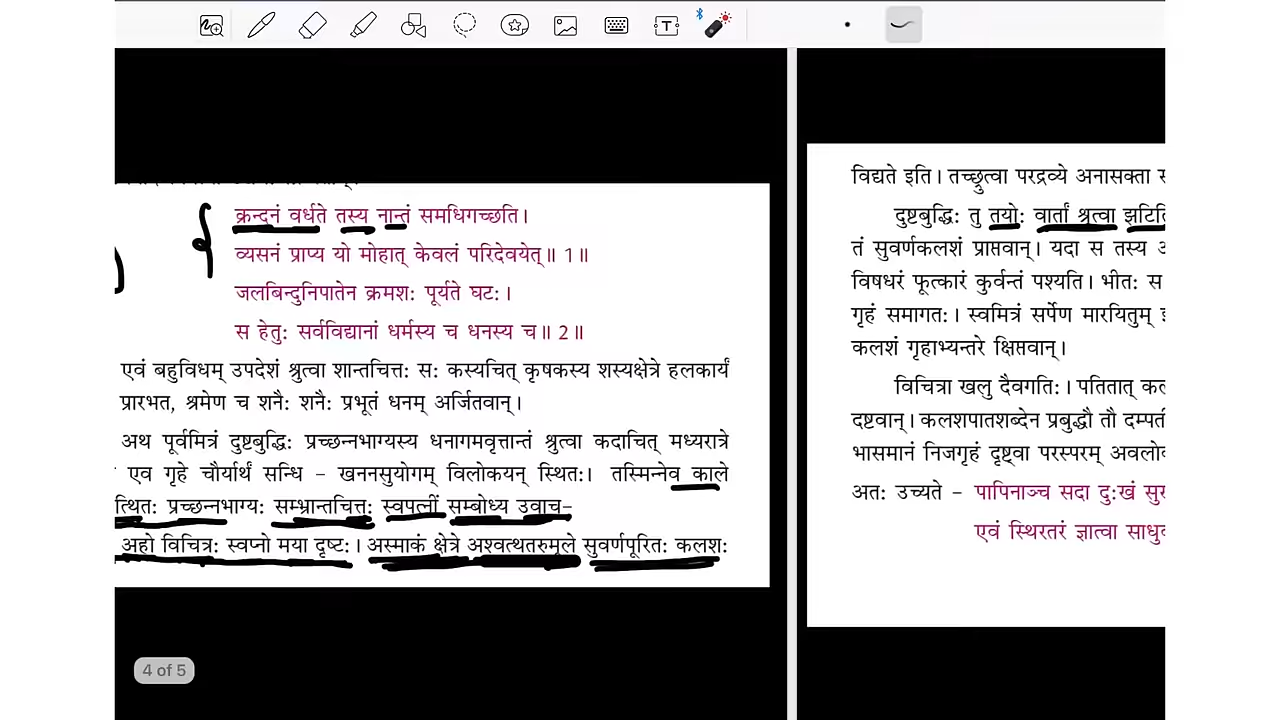 क्रन्दनं वर्धते तस्य नान्तं समधिगच्छति।
व्यसनं प्राप्य यो मोहात् केवलं परिदेवयेत्॥ 1॥
जलबिन्दुनिपातेन क्रमशः पूर्यते घटः।
स हेतुः सर्वविद्यानां धर्मस्य च धनस्य च॥ 2॥
एवं बहुविधम् उपदेशं श्रुत्वा शान्तचित्तः सः कस्यचित् कृषकस्य शस्यक्षेत्रे हलकार्यं
प्रारभत, श्रमेण च शनैः शनैः प्रभूतं धनम् अर्जितवान्।
अथ पूर्वमित्रं दुष्टबुद्धिः प्रच्छन्नभाग्यस्य धनागमवृत्तान्तं श्रुत्वा कदाचित् मध्यरात्रे
एव गृहे चौर्यार्थं सन्धि – खननसुयोगम् विलोकयन् स्थितः। तस्मिन्नेव काले
त्थितः प्रच्छन्नभाग्यः सम्भ्रान्तचित्तः स्वपत्नीं सम्बोध्य उवाच–
अहो विचित्रः स्वप्नो मया दृष्टः। अस्माकं क्षेत्रे अश्वत्थतरुमूले सुवर्णपूरितः कलशः
4 of 5
विद्यते इति। तच्छ्रुत्वा परद्रव्ये अनासक्ता
दुष्टबुद्धिः तु तयोः वार्तां श्रुत्वा झटिति
तं सुवर्णकलशं प्राप्तवान्। यदा स तस्य
विषधरं फूत्कारं कुर्वन्तं पश्यति। भीतः स
गृहं समागतः। स्वमित्रं सर्पेण मारयितुम्
कलशं गृहाभ्यन्तरे क्षिप्तवान्।
विचित्रा खलु दैवगतिः। पतितात्
दष्टवान्। कलशपातशब्देन प्रबुद्धौ तौ दम्पती
भासमानं निजगृहं दृष्ट्वा परस्परम्
अतः उच्यते – पापिनाञ्च सदा दुःखं
एवं स्थिरतरं ज्ञात्वा